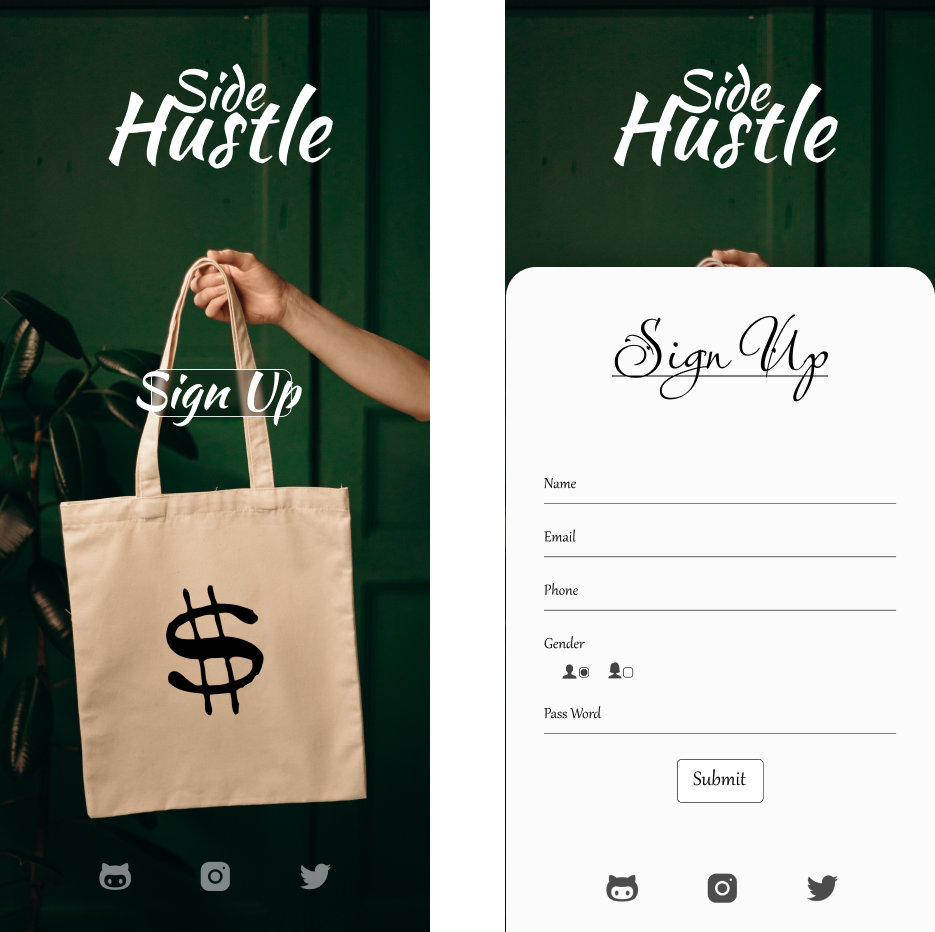 Side
Hustle
Sign Up
$
Side
Hustle
Sign Up
Name
Email
Phone
Gender
Pass Word
Submit